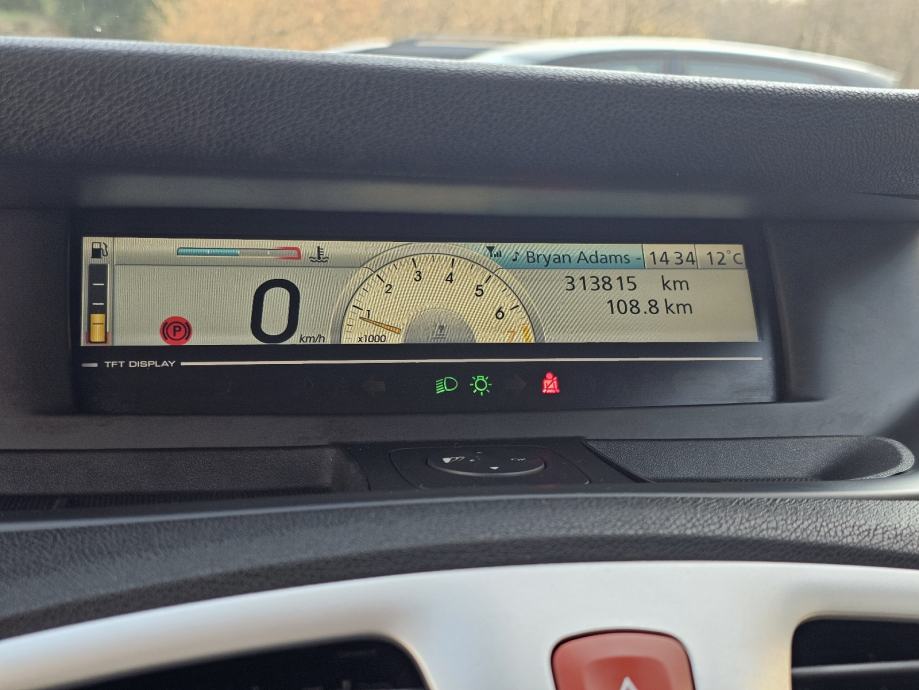 ♪ Bryan Adams - 14 34 12°C
313815 km
108.8 km
0 km/h
P
1 2 3 4 5 6 7
x1000
TFT DISPLAY